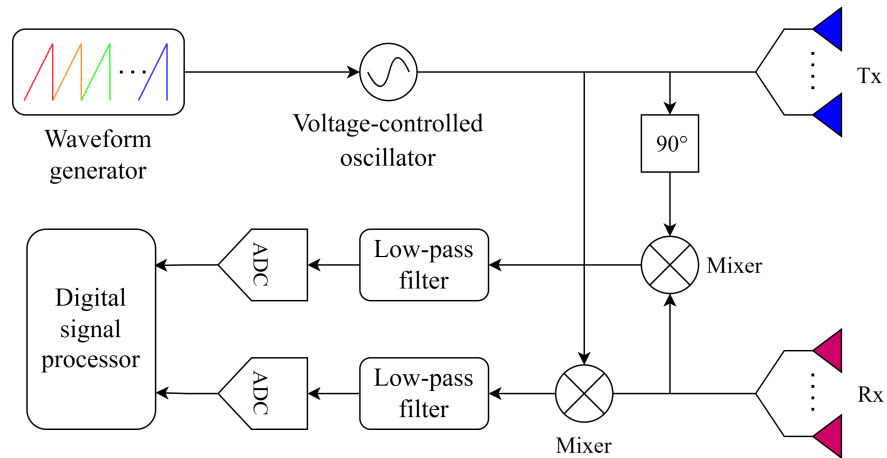 Waveform
generator
Voltage-controlled
oscillator
Tx
90°
Mixer
Low-pass
filter
ADC
Digital
signal
processor
Low-pass
filter
ADC
Mixer
Rx